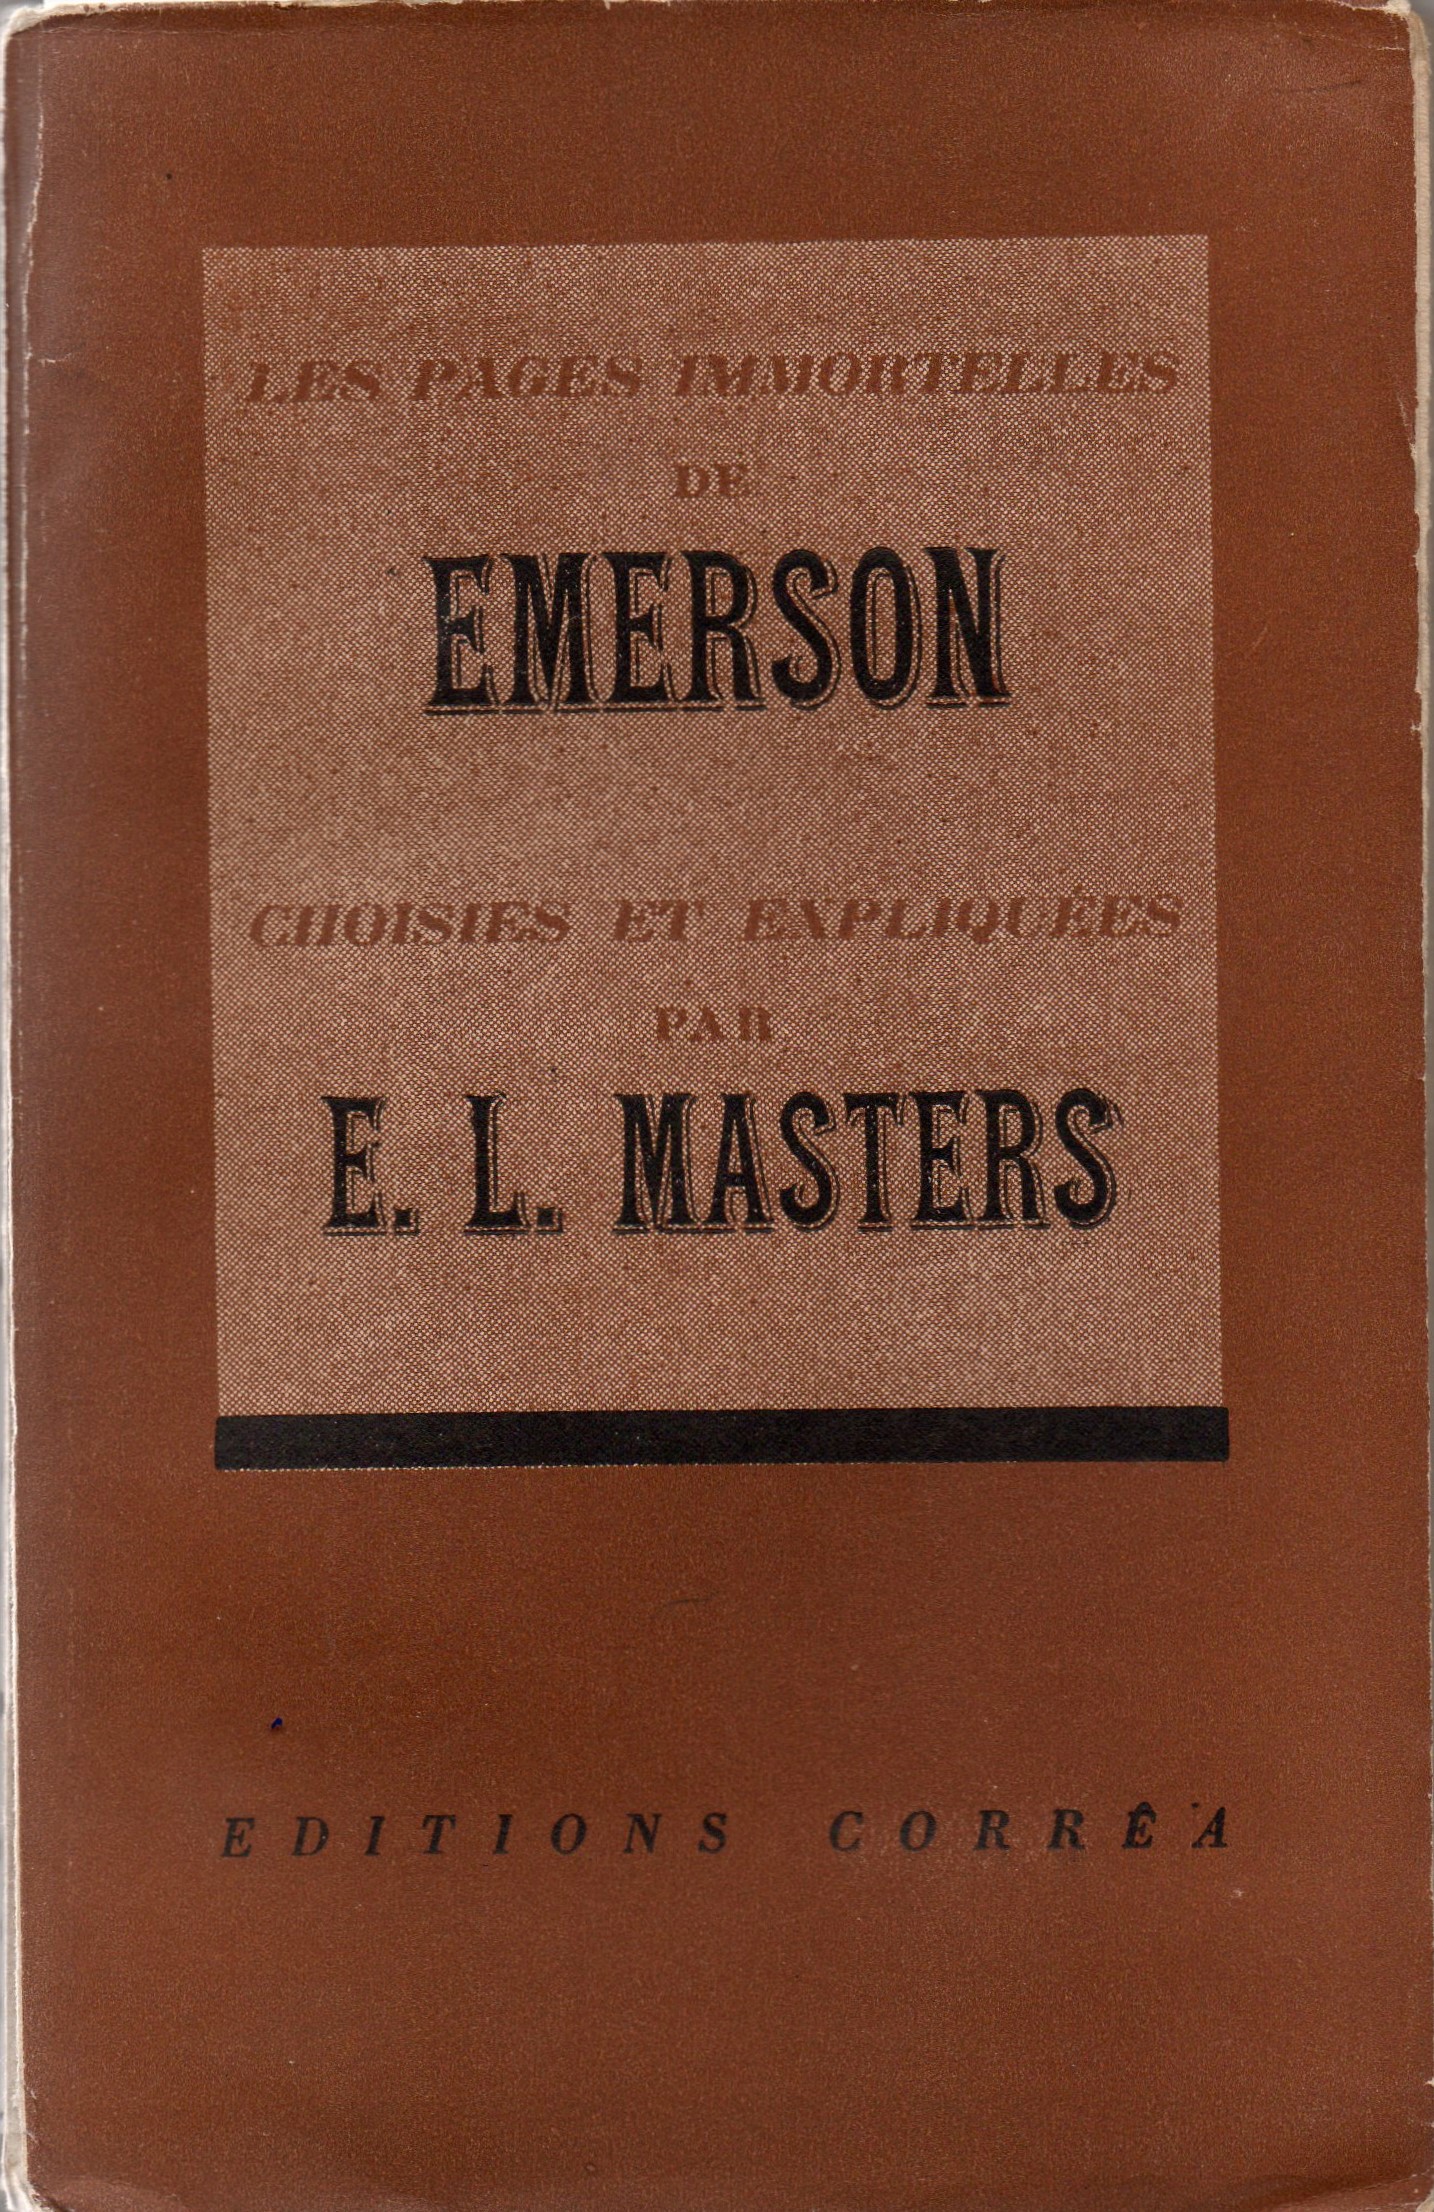 LES PAGES IMMORTELLES
DE
EMERSON
CHOISIES ET EXPLIQUÉES
PAR
E. L. MASTERS
EDITIONS CORRÊA